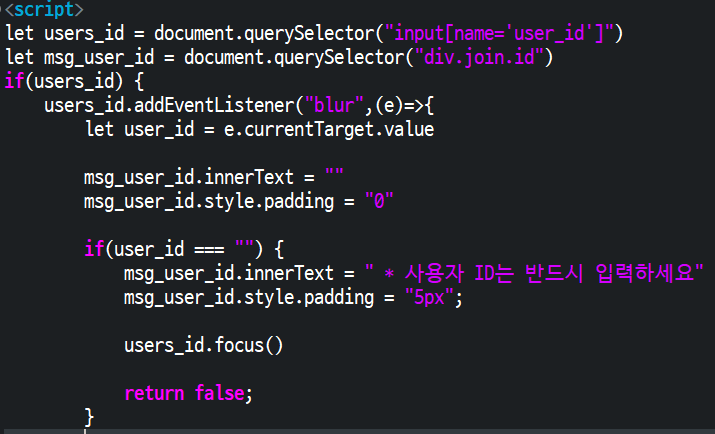 <script>
let users_id = document.querySelector("input[name='user_id']")
let msg_user_id = document.querySelector("div.join.id")
if(users_id) {
    users_id.addEventListener("blur",(e)=>{
        let user_id = e.currentTarget.value
        msg_user_id.innerText = ""
        msg_user_id.style.padding = "0"
        if(user_id === "") {
            msg_user_id.innerText = " * 사용자 ID는 반드시 입력하세요"
            msg_user_id.style.padding = "5px";
            users_id.focus()
            return false;
        }